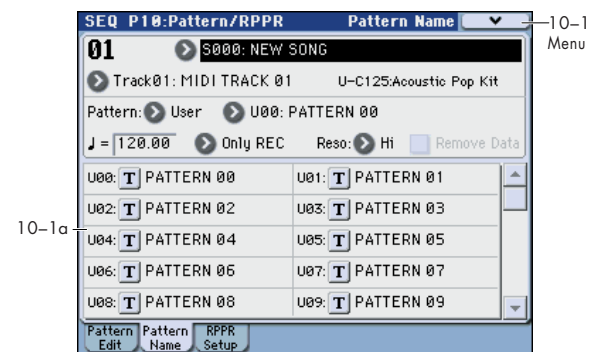 SEQ P10:Pattern/RPPR Pattern Name
10–1
Menu
01 S000: NEW SONG
Track01: MIDI TRACK 01 U-C125:Acoustic Pop Kit
Pattern: User U00: PATTERN 00
♩= 120.00 Only REC Reso: Hi Remove Data
U00: T PATTERN 00 U01: T PATTERN 01
U02: T PATTERN 02 U03: T PATTERN 03
10–1a
U04: T PATTERN 04 U05: T PATTERN 05
U06: T PATTERN 06 U07: T PATTERN 07
U08: T PATTERN 08 U09: T PATTERN 09
Pattern Edit Pattern Name RPPR Setup